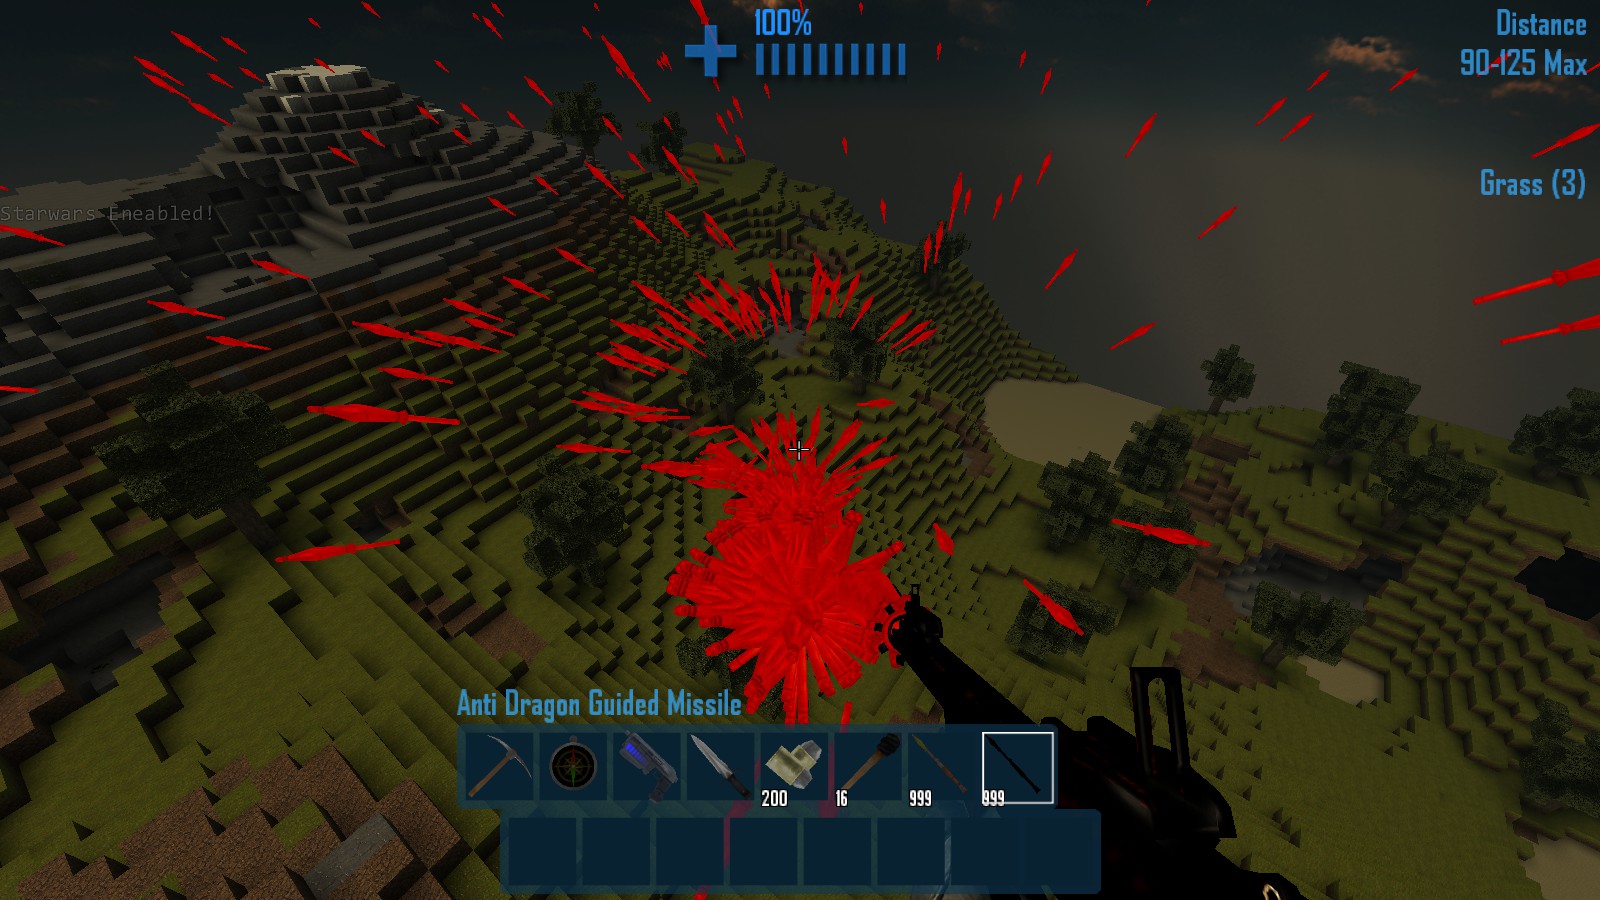 100%
Distance
90-125 Max
Grass (3)
Starwars Eneabled!
Anti Dragon Guided Missile
200
16
999
999